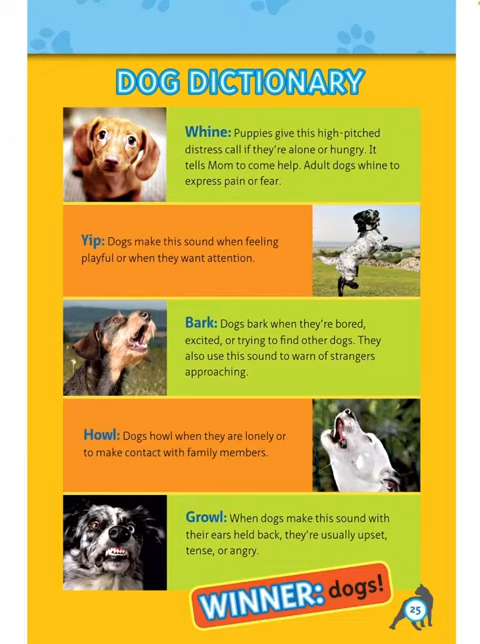 DOG DICTIONARY
Whine: Puppies give this high-pitched
distress call if they're alone or hungry. It
tells Mom to come help. Adult dogs whine to
express pain or fear.
Yip: Dogs make this sound when feeling
playful or when they want attention.
Bark: Dogs bark when they're bored,
excited, or trying to find other dogs. They
also use this sound to warn of strangers
approaching.
Howl: Dogs howl when they are lonely or
to make contact with family members.
Growl: When dogs make this sound with
their ears held back, they're usually upset,
tense, or angry.
WINNER: dogs!
25